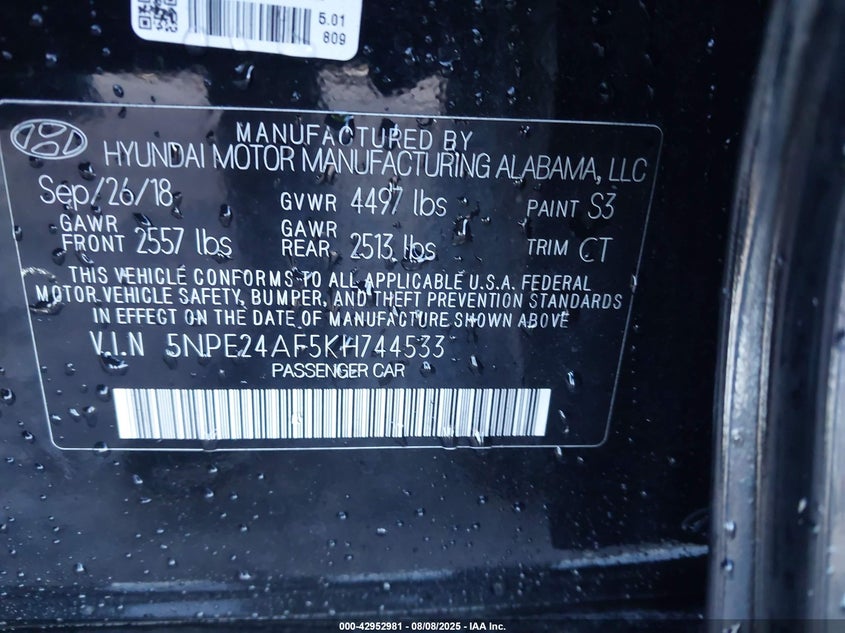 5.01
809
MANUFACTURED BY
HYUNDAI MOTOR MANUFACTURING ALABAMA, LLC
Sep/26/18 GVWR 4497 lbs PAINT S3
GAWR FRONT 2557 lbs GAWR REAR 2513 lbs TRIM CT
THIS VEHICLE CONFORMS TO ALL APPLICABLE U.S.A. FEDERAL
MOTOR VEHICLE SAFETY, BUMPER, AND THEFT PREVENTION STANDARDS
IN EFFECT ON THE DATE OF MANUFACTURE SHOWN ABOVE
V.I.N 5NPE24AF5KH744533
PASSENGER CAR
000-42952981 - 08/08/2025 - IAA Inc.